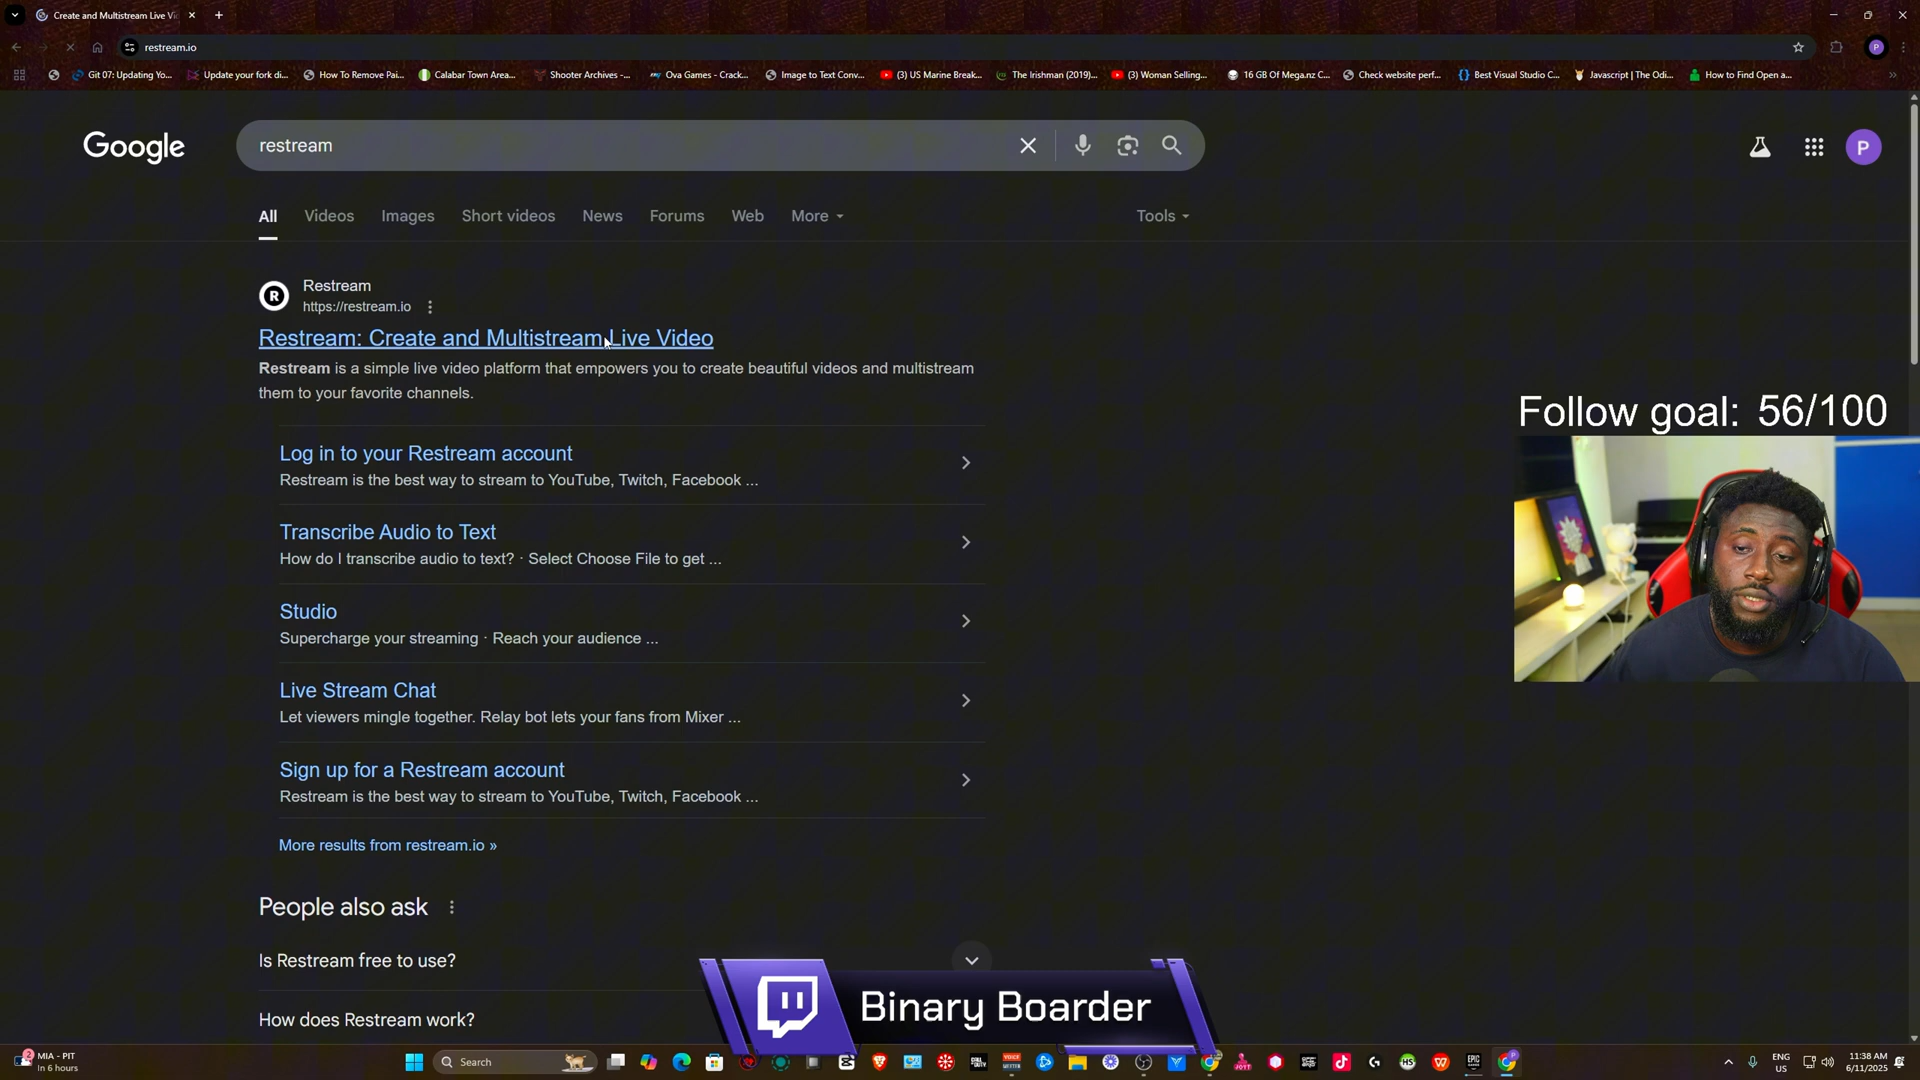 Create and Multistream Live Vi
restream.io
Git 07: Updating Yo...
Update your fork di...
How To Remove Pai...
Calabar Town Area...
Shooter Archives -...
Ova Games - Crack...
Image to Text Conv...
(3) US Marine Break...
The Irishman (2019)...
(3) Woman Selling...
16 GB Of Mega.nz C...
Check website perf...
Best Visual Studio C...
Javascript | The Odi...
How to Find Open a...
Google
restream
P
All
Videos
Images
Short videos
News
Forums
Web
More
Tools
Restream
https://restream.io
Restream: Create and Multistream Live Video
Restream is a simple live video platform that empowers you to create beautiful videos and multistream
them to your favorite channels.
Follow goal: 56/100
Log in to your Restream account
Restream is the best way to stream to YouTube, Twitch, Facebook ...
Transcribe Audio to Text
How do I transcribe audio to text? · Select Choose File to get ...
Studio
Supercharge your streaming · Reach your audience ...
Live Stream Chat
Let viewers mingle together. Relay bot lets your fans from Mixer ...
Sign up for a Restream account
Restream is the best way to stream to YouTube, Twitch, Facebook ...
More results from restream.io »
People also ask
Is Restream free to use?
How does Restream work?
Binary Boarder
MIA - PIT
In 6 hours
Search
ENG
US
11:38 AM
6/11/2025